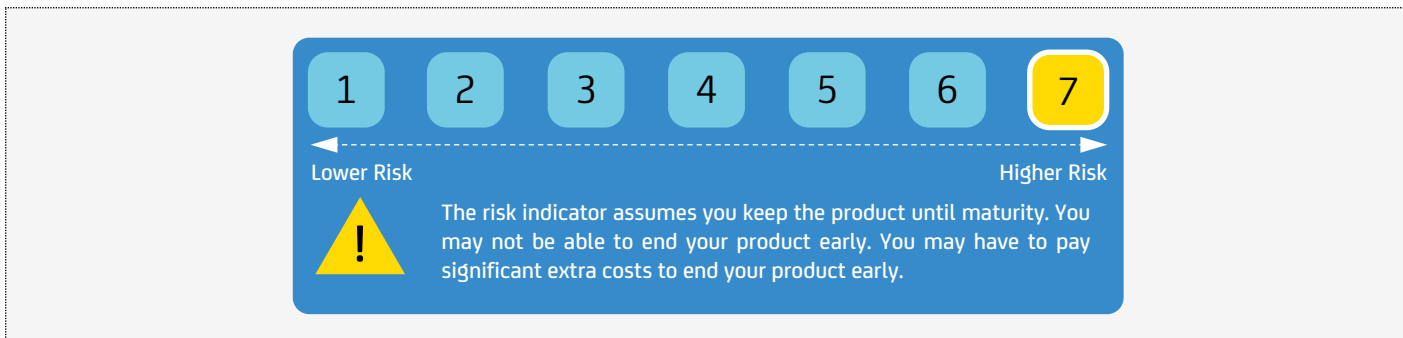 1 2 3 4 5 6 7
Lower Risk Higher Risk
! The risk indicator assumes you keep the product until maturity. You
may not be able to end your product early. You may have to pay
significant extra costs to end your product early.